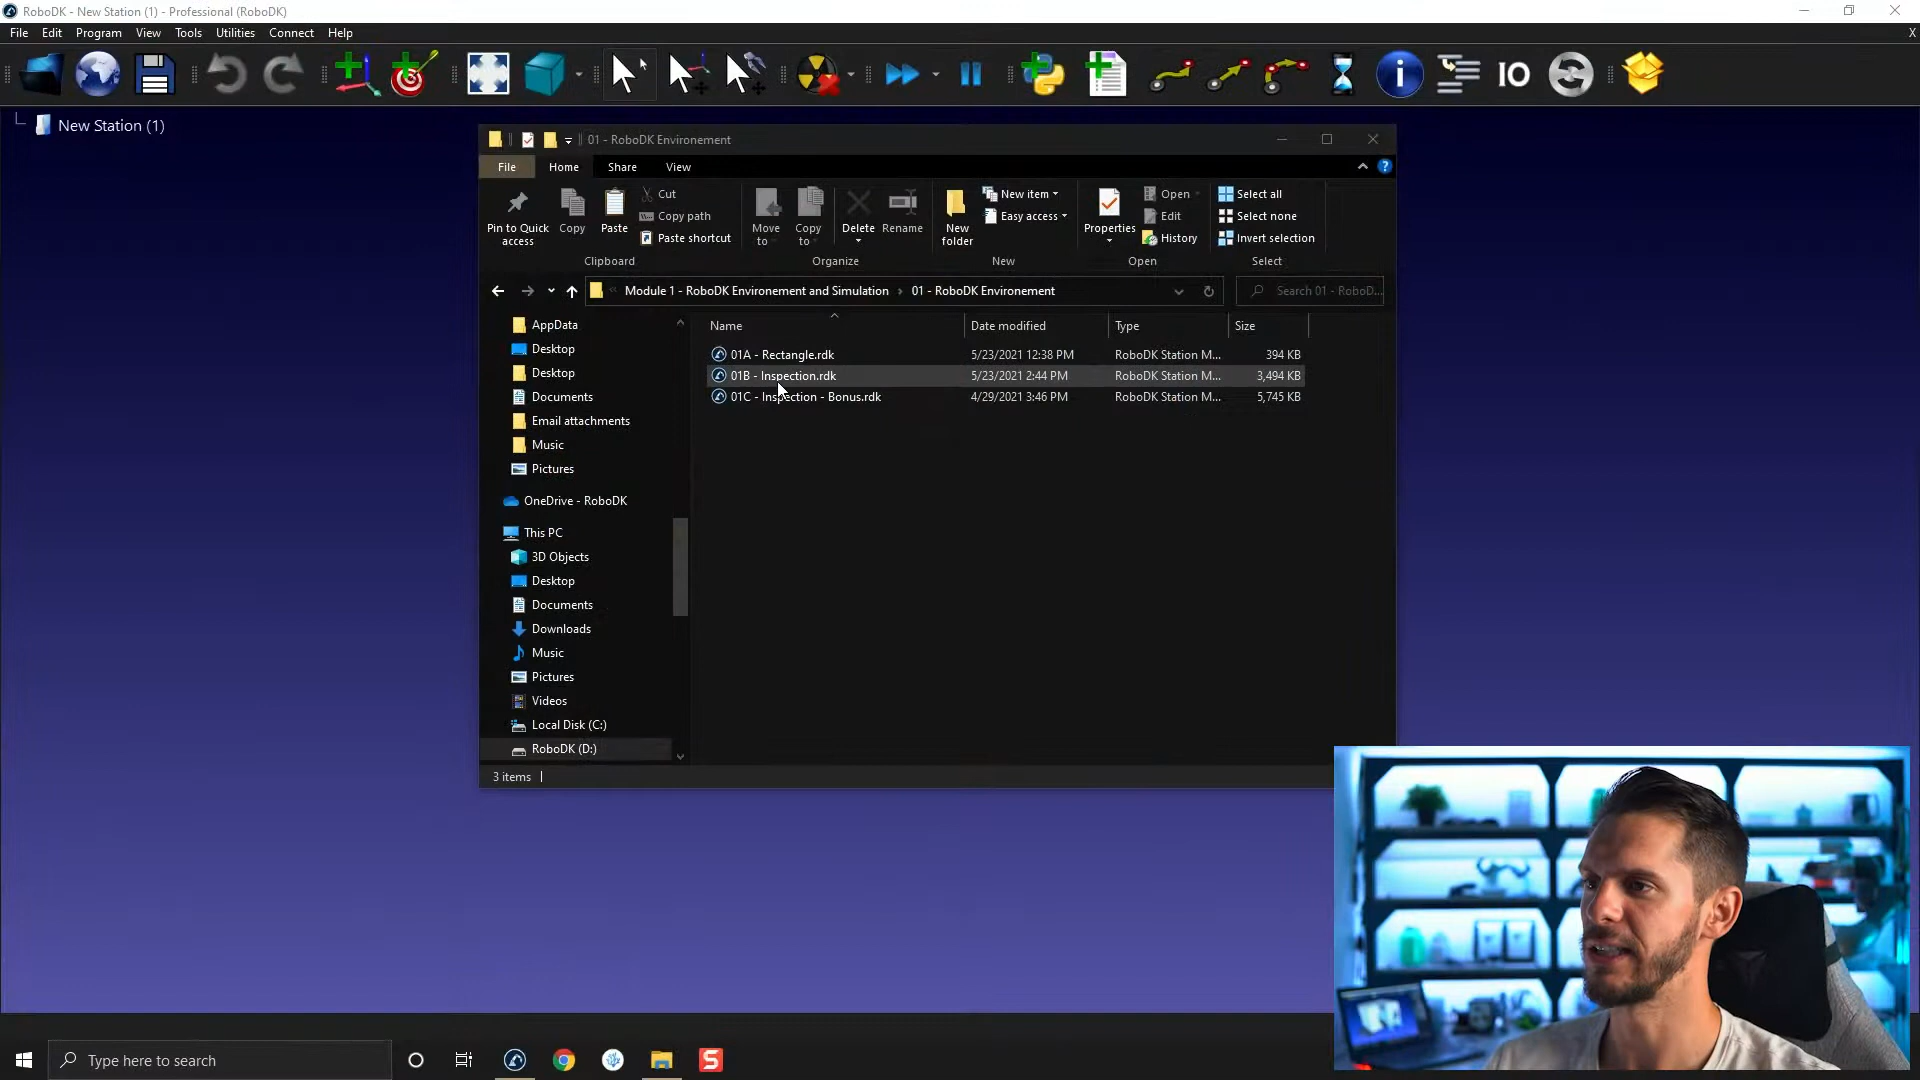 RoboDK - New Station (1) - Professional (RoboDK)
File Edit Program View Tools Utilities Connect Help X
IO
New Station (1)
01 - RoboDK Environement
File Home Share View
Pin to Quick access
Copy
Paste
Cut
Copy path
Paste shortcut
Clipboard
Move to
Copy to
Delete
Rename
Organize
New folder
New item
Easy access
New
Properties
Open
Edit
History
Open
Select all
Select none
Invert selection
Select
Module 1 - RoboDK Environement and Simulation › 01 - RoboDK Environement
Search 01 - RoboD...
Name Date modified Type Size
01A - Rectangle.rdk 5/23/2021 12:38 PM RoboDK Station M... 394 KB
01B - Inspection.rdk 5/23/2021 2:44 PM RoboDK Station M... 3,494 KB
01C - Inspection - Bonus.rdk 4/29/2021 3:46 PM RoboDK Station M... 5,745 KB
AppData
Desktop
Desktop
Documents
Email attachments
Music
Pictures
OneDrive - RoboDK
This PC
3D Objects
Desktop
Documents
Downloads
Music
Pictures
Videos
Local Disk (C:)
RoboDK (D:)
3 items
Type here to search
S